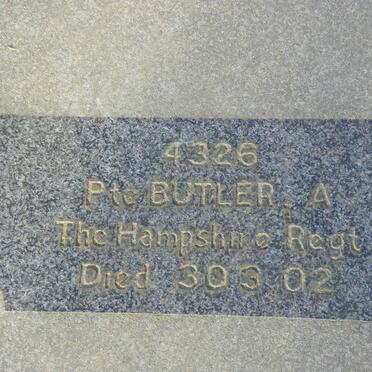 4326
Pte BUTLER. A
The Hampshire Regt
Died 30 3 02